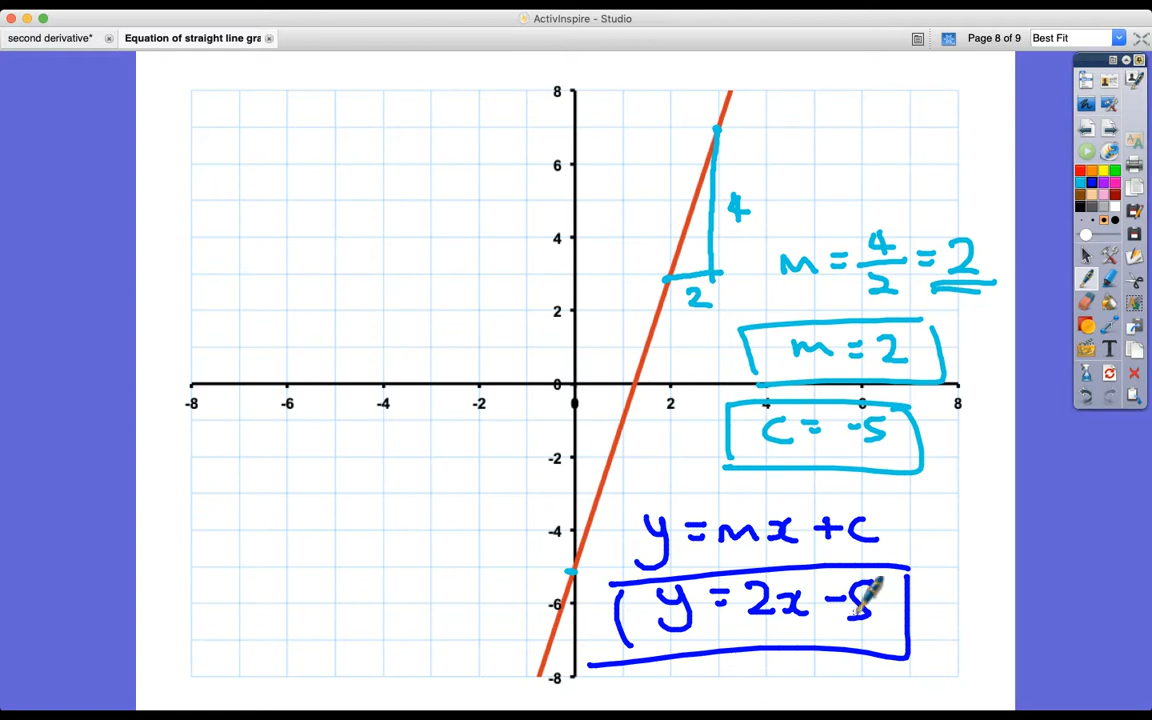 ActivInspire - Studio
second derivative*
Equation of straight line gra
Page 8 of 9
Best Fit
8
6
4
2
0
-2
-4
-6
-8
-8
-6
-4
-2
0
2
4
6
8
4
2
m = 4/2 = 2
m = 2
c = -5
y = mx + c
y = 2x - 5